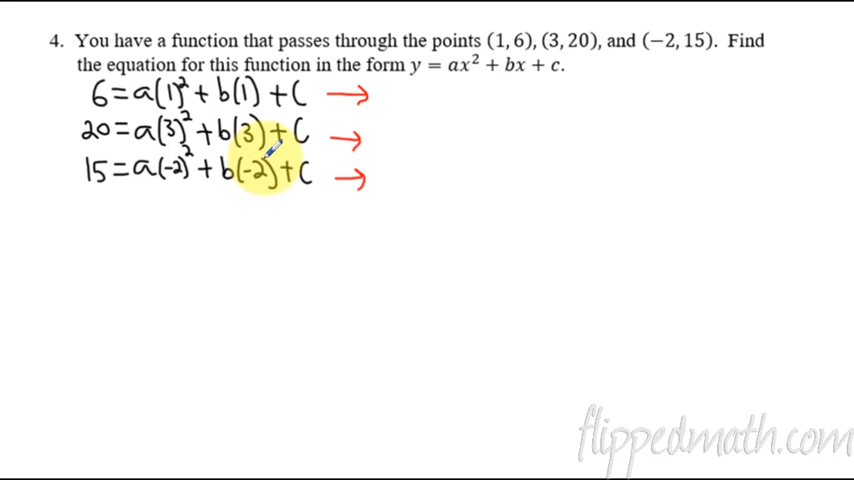 4. You have a function that passes through the points (1, 6), (3, 20), and (−2, 15). Find
the equation for this function in the form y = ax² + bx + c.
6 = a(1)² + b(1) + C →
20 = a(3)² + b(3) + C →
15 = a(-2)² + b(-2) + C →
flippedmath.com